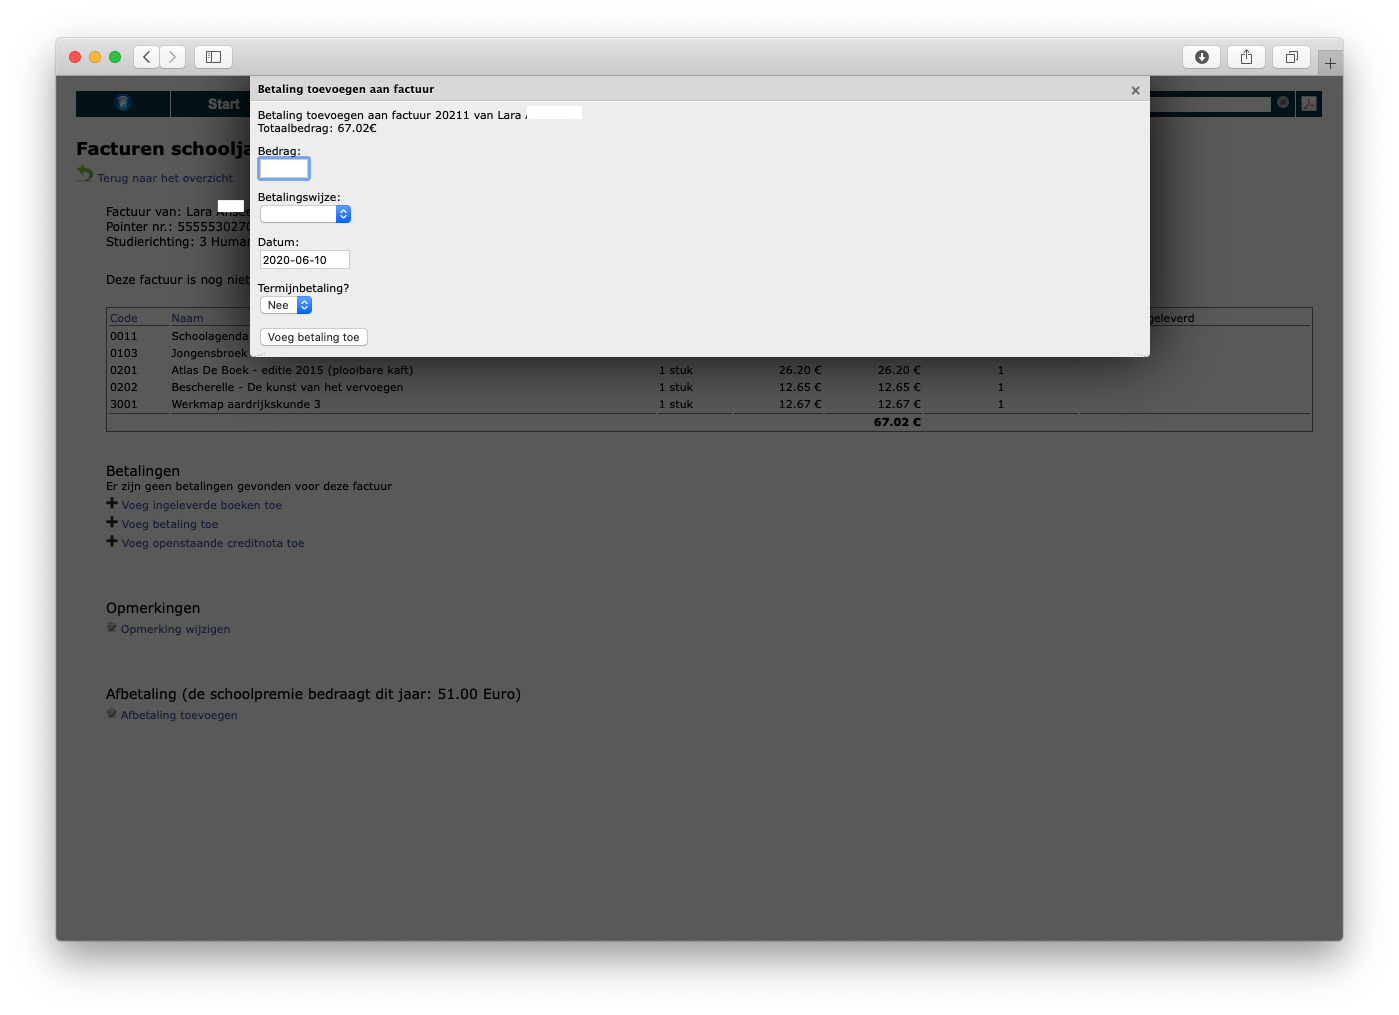 Betaling toevoegen aan factuur
Betaling toevoegen aan factuur 20211 van Lara
Totaalbedrag: 67.02€
Bedrag:
Betalingswijze:
Datum:
2020-06-10
Termijnbetaling?
Nee
Voeg betaling toe
Start
Facturen
Terug naar het overzicht
Factuur van: Lara
Pointer nr.: 555553027
Studierichting: 3
Deze factuur is nog niet
Code Naam geleverd
0011 Schoolagenda
0103 Jongensbroek
0201 Atlas De Boek - editie 2015 (plooibare kaft) 1 stuk 26.20 € 26.20 € 1
0202 Bescherelle - De kunst van het vervoegen 1 stuk 12.65 € 12.65 € 1
3001 Werkmap aardrijkskunde 3 1 stuk 12.67 € 12.67 € 1
67.02 €
Betalingen
Er zijn geen betalingen gevonden voor deze factuur
Voeg ingeleverde boeken toe
Voeg betaling toe
Voeg openstaande creditnota toe
Opmerkingen
Opmerking wijzigen
Afbetaling (de schoolpremie bedraagt dit jaar: 51.00 Euro)
Afbetaling toevoegen